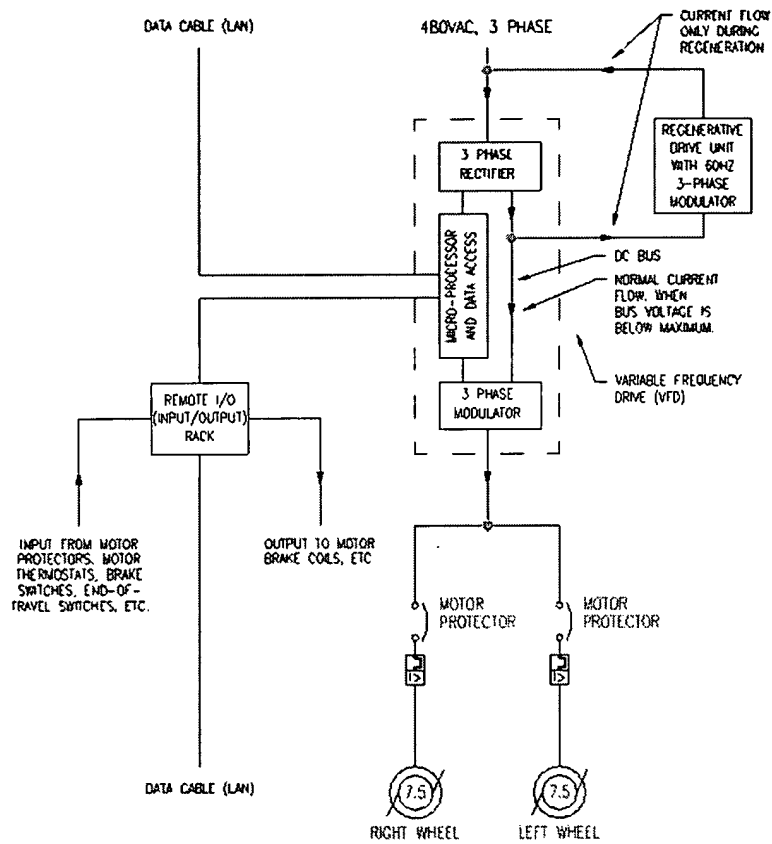 DATA CABLE (LAN)
480VAC, 3 PHASE
CURRENT FLOW
ONLY DURING
REGENERATION
REGENERATIVE
DRIVE UNIT
WITH 60HZ
3-PHASE
MODULATOR
3 PHASE
RECTIFIER
MICRO-PROCESSOR
AND DATA ACCESS
DC BUS
NORMAL CURRENT
FLOW, WHEN
BUS VOLTAGE IS
BELOW MAXIMUM.
3 PHASE
MODULATOR
VARIABLE FREQUENCY
DRIVE (VFD)
REMOTE I/O
(INPUT/OUTPUT)
RACK
INPUT FROM MOTOR
PROTECTORS, MOTOR
THERMOSTATS, BRAKE
SWITCHES, END-OF-
TRAVEL SWITCHES, ETC.
OUTPUT TO MOTOR
BRAKE COILS, ETC
MOTOR
PROTECTOR
MOTOR
PROTECTOR
I>
I>
DATA CABLE (LAN)
7.5
7.5
RIGHT WHEEL
LEFT WHEEL